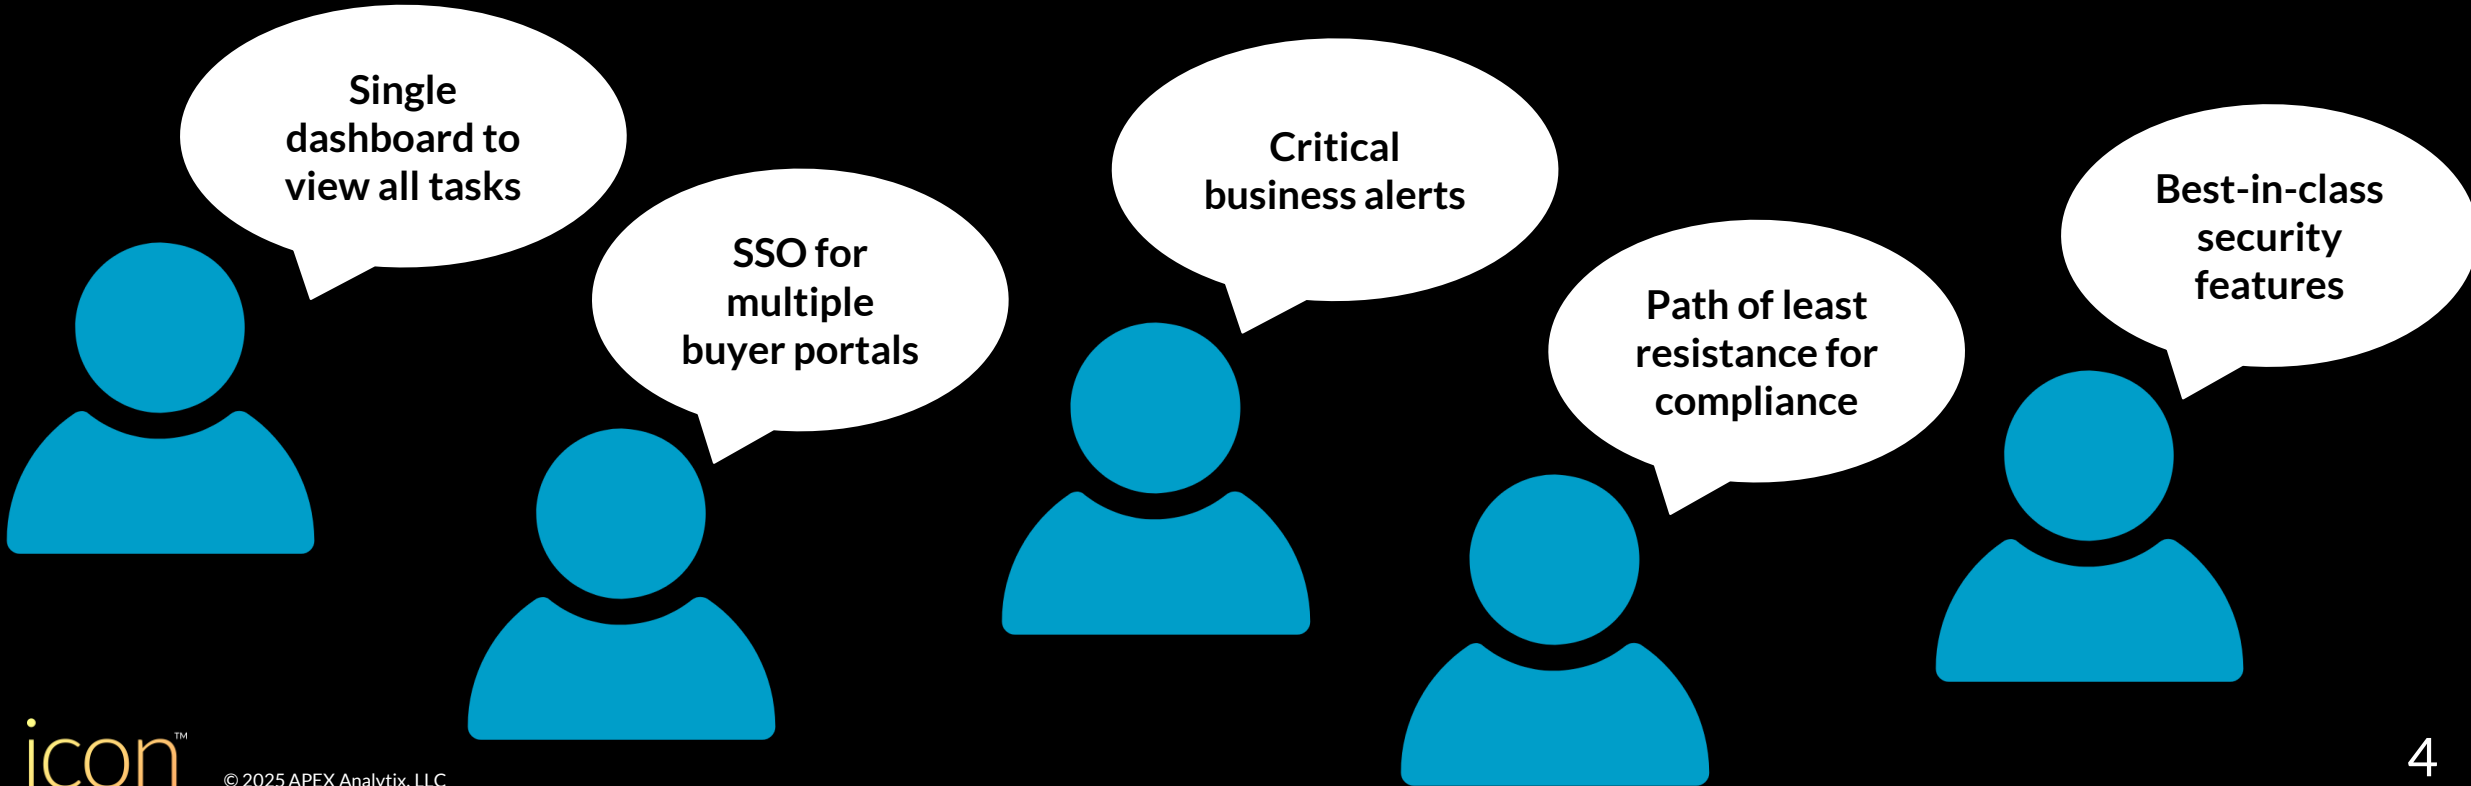 Single
dashboard to
view all tasks
SSO for
multiple
buyer portals
Critical
business alerts
Path of least
resistance for
compliance
Best-in-class
security
features
icon™
© 2025 APEX Analytix, LLC
4